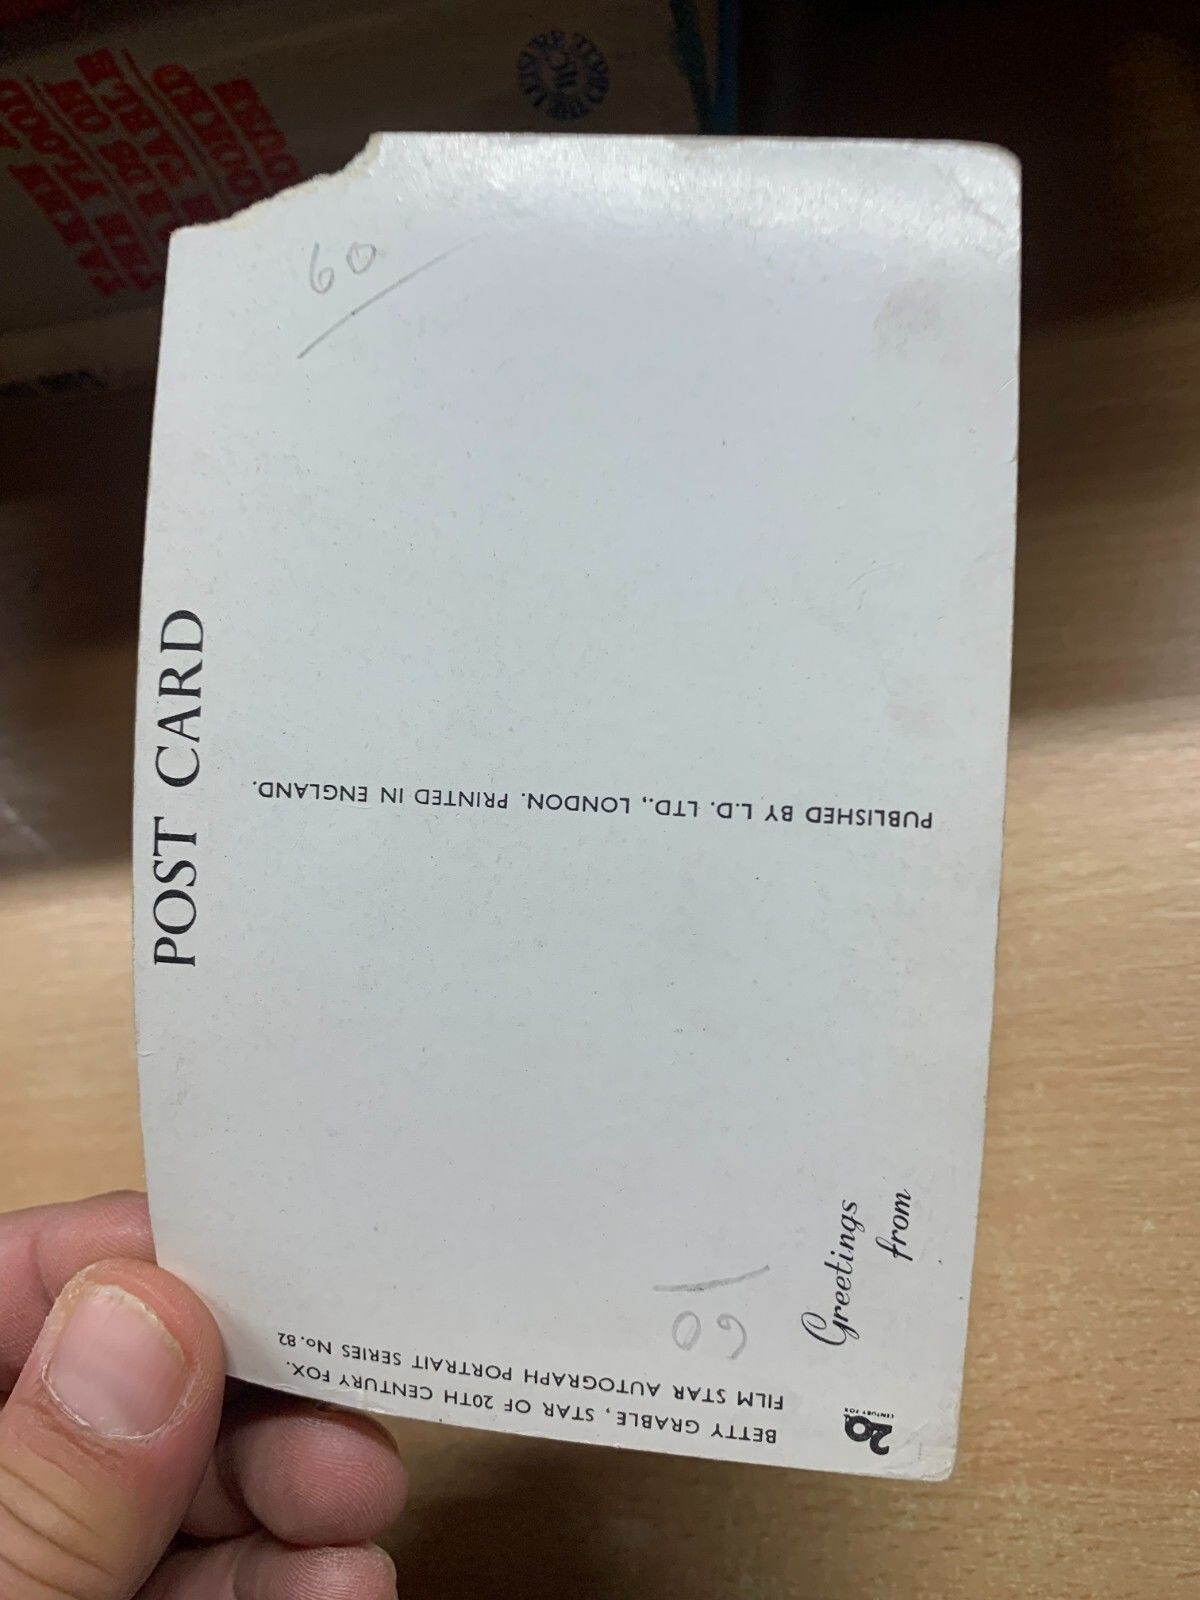 BETTY GRABLE, STAR OF 20TH CENTURY FOX.
FILM STAR AUTOGRAPH PORTRAIT SERIES No. 82
20
CENTURY FOX
60
Greetings
from
PUBLISHED BY L.D. LTD., LONDON. PRINTED IN ENGLAND.
POST CARD
60